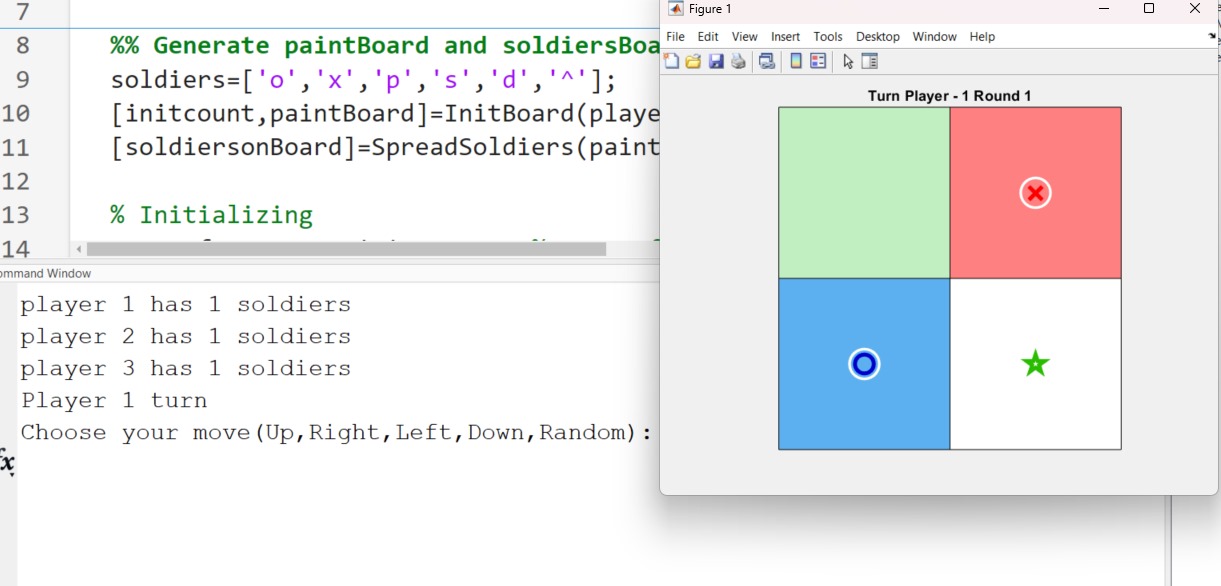 7
8 %% Generate paintBoard and soldiersBoa
9 soldiers=['o','x','p','s','d','^'];
10 [initcount,paintBoard]=InitBoard(playe
11 [soldiersonBoard]=SpreadSoldiers(paint
12
13 % Initializing
14
ommand Window
player 1 has 1 soldiers
player 2 has 1 soldiers
player 3 has 1 soldiers
Player 1 turn
Choose your move(Up,Right,Left,Down,Random):
fx
Figure 1
File Edit View Insert Tools Desktop Window Help
Turn Player - 1 Round 1